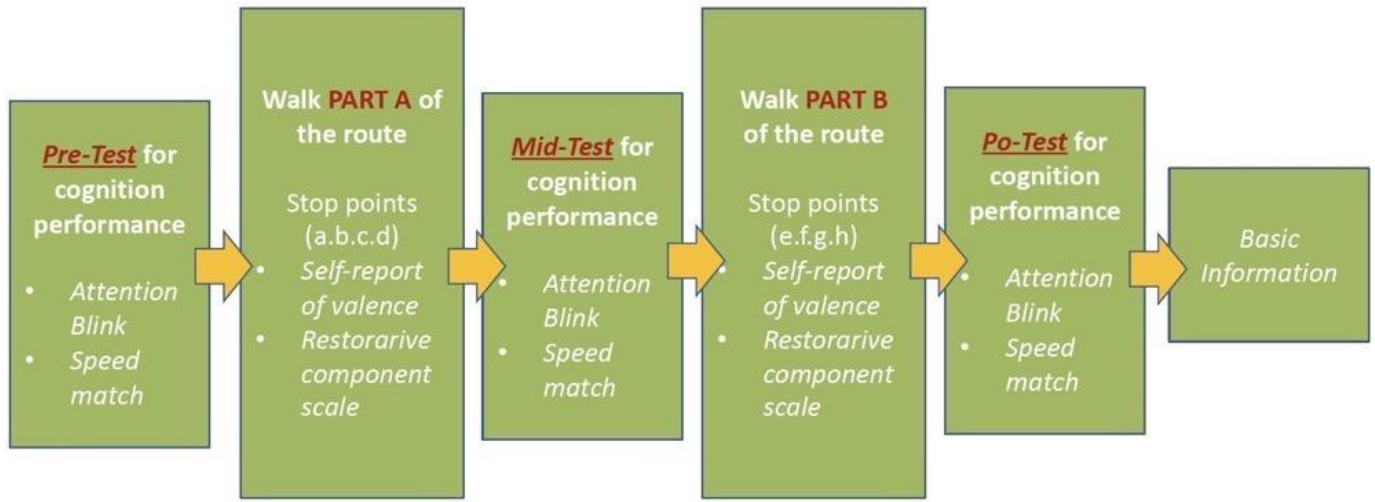 Pre-Test for
cognition
performance
• Attention
Blink
• Speed
match
Walk PART A of
the route
Stop points
(a.b.c.d)
• Self-report
of valence
• Restorarive
component
scale
Mid-Test for
cognition
performance
• Attention
Blink
• Speed
match
Walk PART B
of the route
Stop points
(e.f.g.h)
• Self-report
of valence
• Restorarive
component
scale
Po-Test for
cognition
performance
• Attention
Blink
• Speed
match
Basic
Information